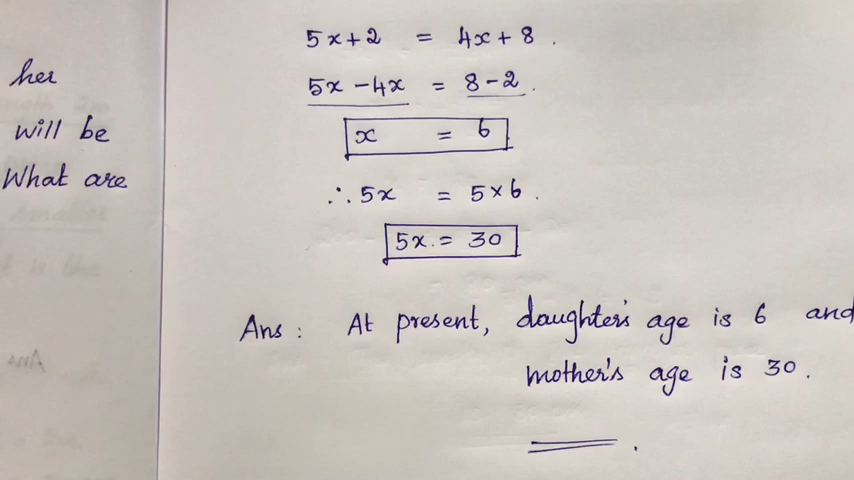 her
will be
What are
5x+2 = 4x+8.
5x-4x = 8-2.
x = 6
∴ 5x = 5×6.
5x. = 30
Ans: At present, daughter's age is 6 and
mother's age is 30.